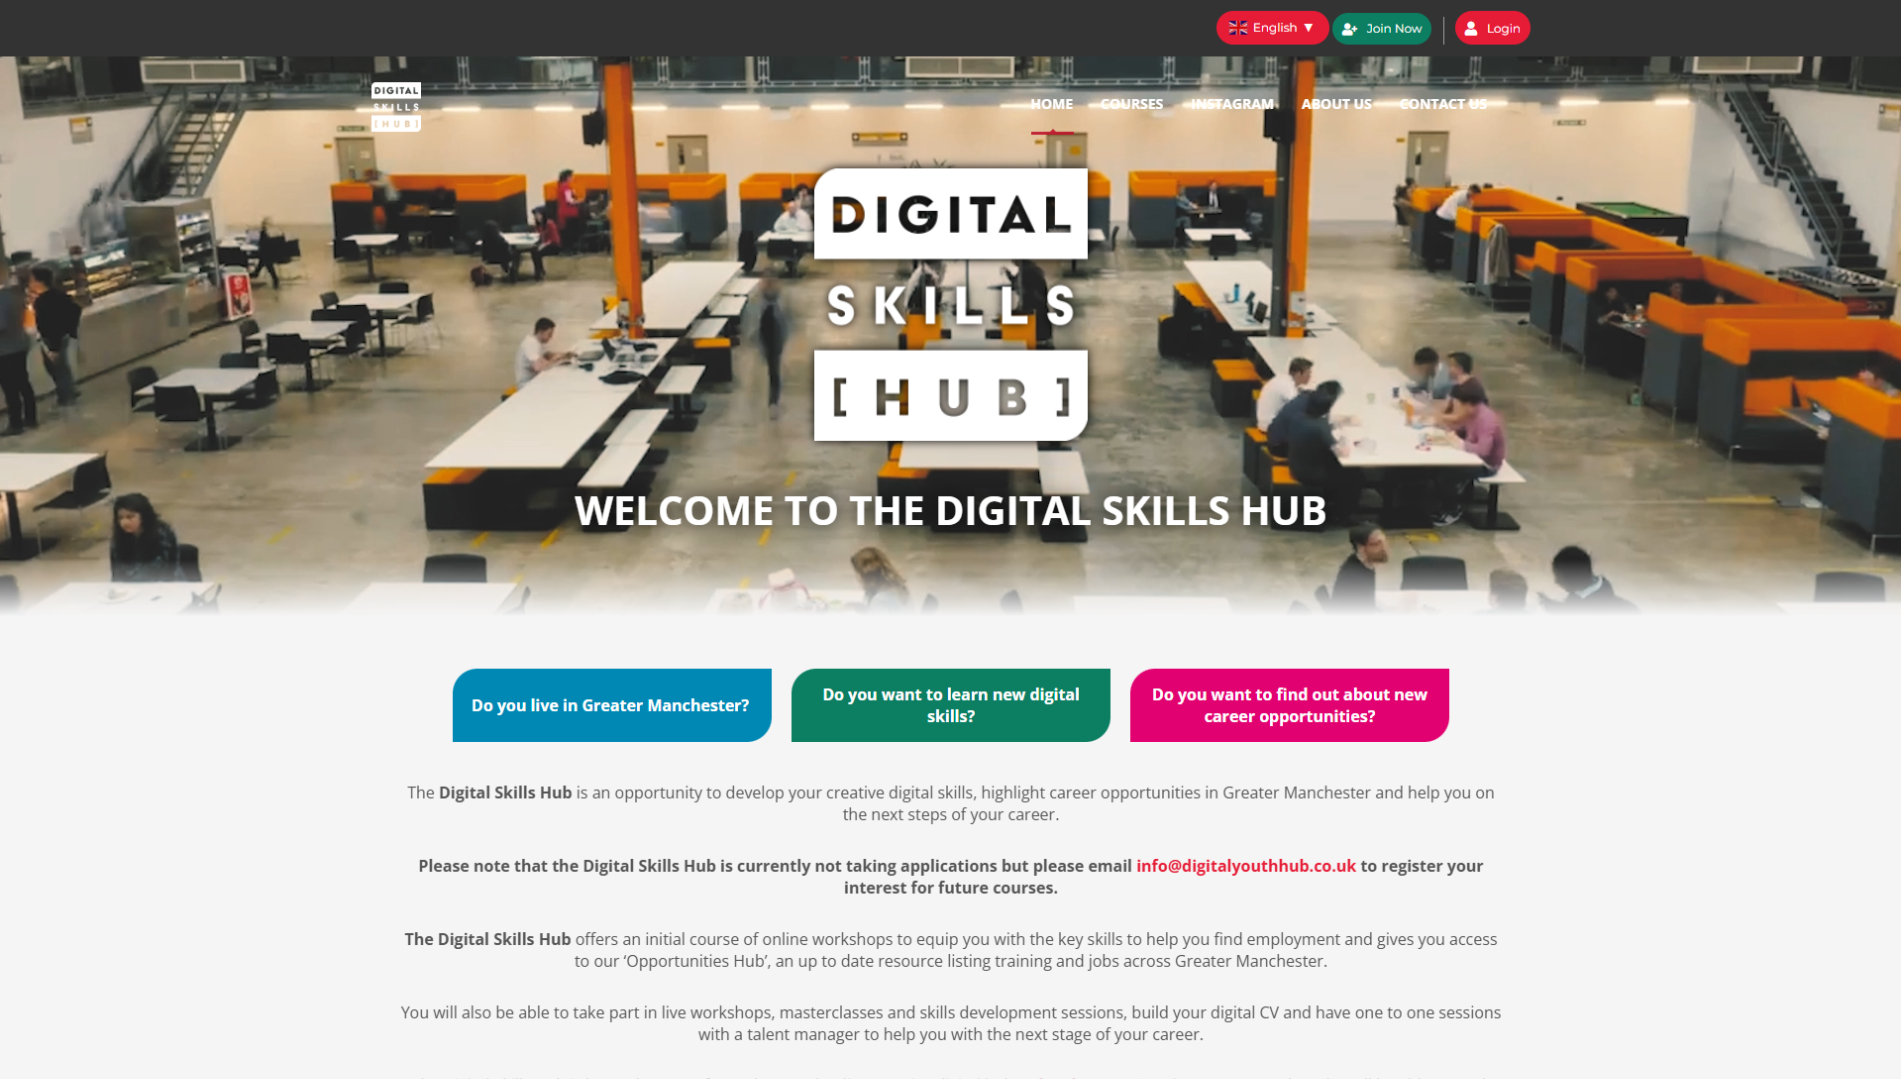 English ▼
Join Now
Login
DIGITAL
SKILLS
[HUB]
HOME
COURSES
INSTAGRAM
ABOUT US
CONTACT US
DIGITAL
SKILLS
[HUB]
WELCOME TO THE DIGITAL SKILLS HUB
Do you live in Greater Manchester?
Do you want to learn new digital
skills?
Do you want to find out about new
career opportunities?
The Digital Skills Hub is an opportunity to develop your creative digital skills, highlight career opportunities in Greater Manchester and help you on
the next steps of your career.
Please note that the Digital Skills Hub is currently not taking applications but please email info@digitalyouthhub.co.uk to register your
interest for future courses.
The Digital Skills Hub offers an initial course of online workshops to equip you with the key skills to help you find employment and gives you access
to our ‘Opportunities Hub’, an up to date resource listing training and jobs across Greater Manchester.
You will also be able to take part in live workshops, masterclasses and skills development sessions, build your digital CV and have one to one sessions
with a talent manager to help you with the next stage of your career.